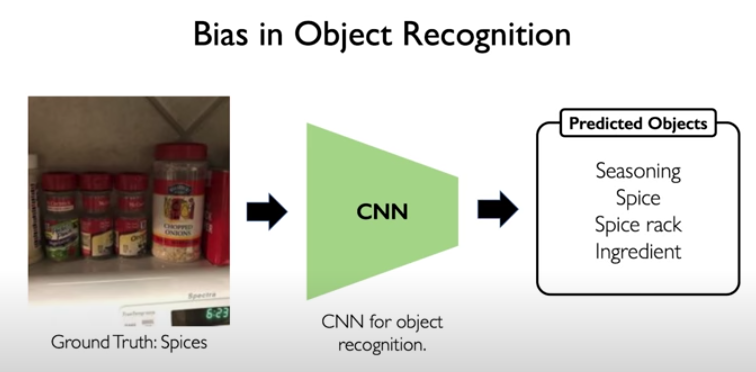 Bias in Object Recognition
CHOPPED
ONIONS
Spectra
6:23
Ground Truth: Spices
CNN
CNN for object
recognition.
Predicted Objects
Seasoning
Spice
Spice rack
Ingredient